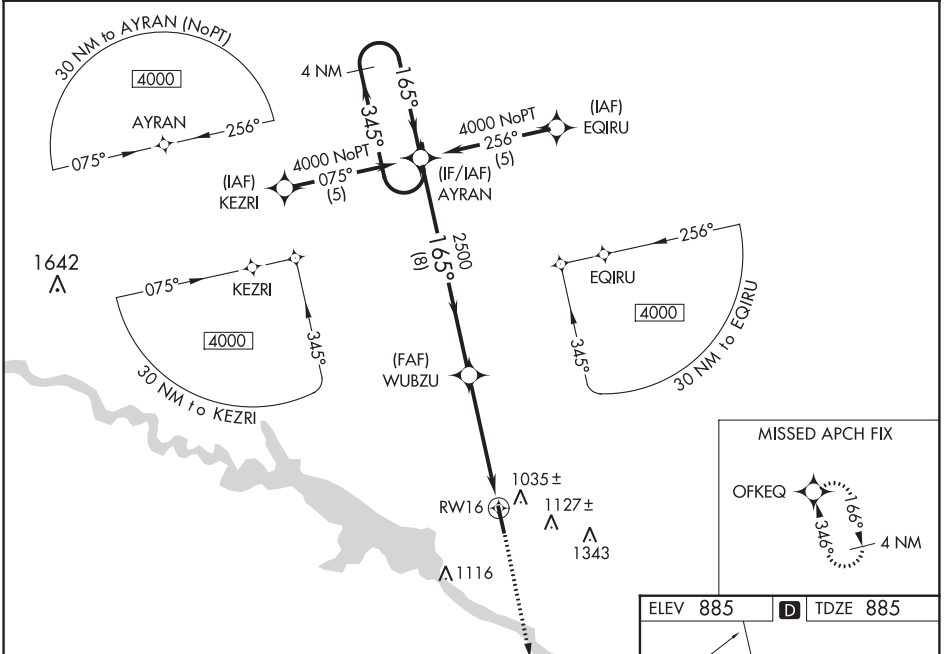 30 NM to AYRAN (NoPT)
4000
AYRAN
075°
256°
4 NM
165°
345°
(IAF)
EQIRU
4000 NoPT
256°
(5)
4000 NoPT
075°
(5)
(IAF)
KEZRI
(IF/IAF)
AYRAN
2500
165°
(8)
1642
075°
KEZRI
4000
345°
30 NM to KEZRI
256°
EQIRU
4000
345°
30 NM to EQIRU
(FAF)
WUBZU
RW16
1035 ±
1127 ±
1343
1116
MISSED APCH FIX
OFKEQ
166°
346°
4 NM
ELEV 885 D TDZE 885